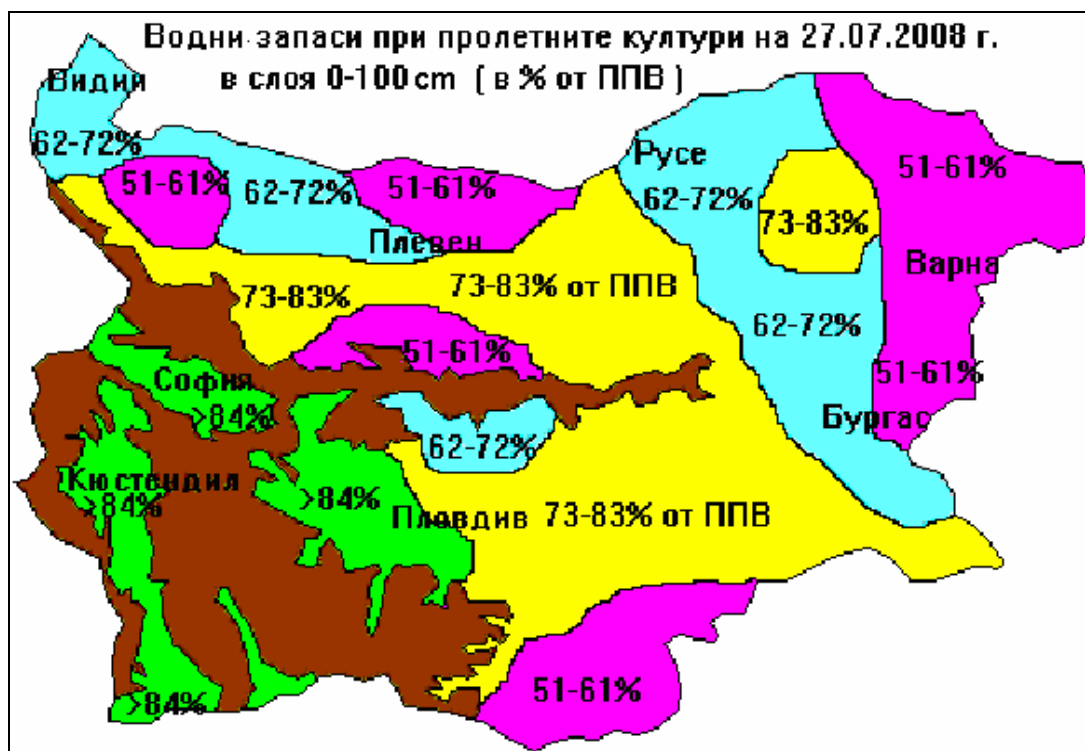 Водни запаси при пролетните култури на 27.07.2008 г.
в слоя 0-100 cm ( в % от ППВ )
Видин
62-72%
51-61%
62-72%
51-61%
Плевен
Русе
62-72%
73-83%
51-61%
Варна
73-83%
73-83% от ППВ
62-72%
51-61%
51-61%
София
>84%
Бургас
62-72%
Кюстендил
>84%
>84%
Пловдив
73-83% от ППВ
51-61%
>84%